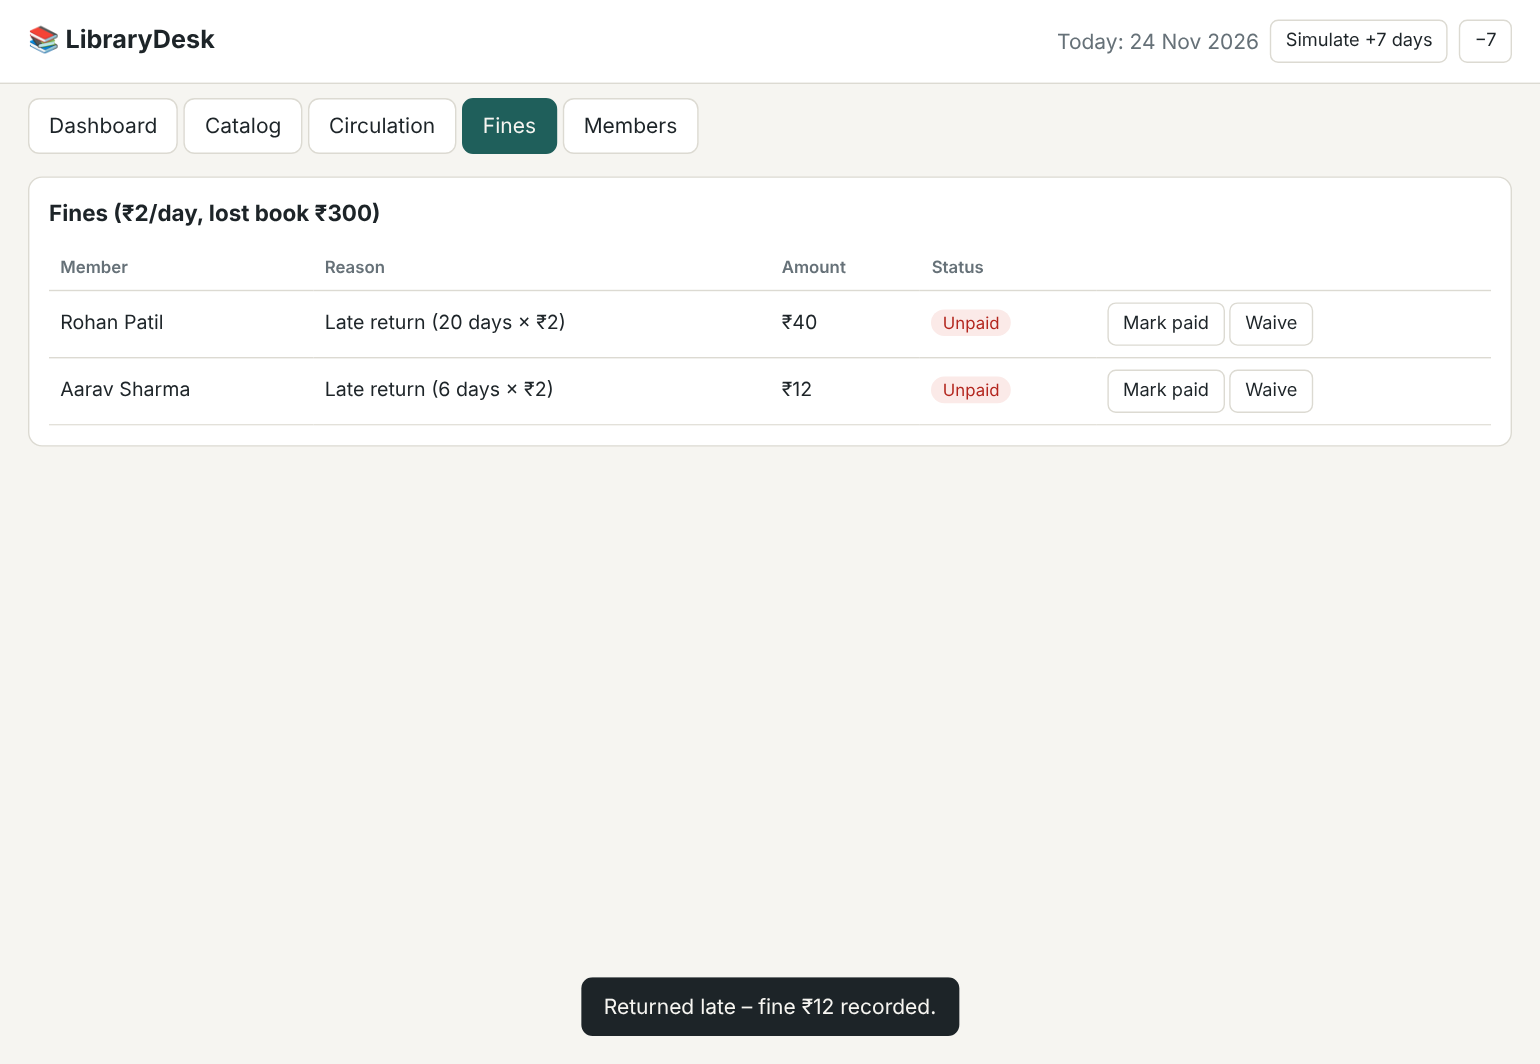 📚 LibraryDesk
Today: 24 Nov 2026 Simulate +7 days −7
Dashboard Catalog Circulation Fines Members
Fines (₹2/day, lost book ₹300)
Member Reason Amount Status
Rohan Patil Late return (20 days × ₹2) ₹40 Unpaid Mark paid Waive
Aarav Sharma Late return (6 days × ₹2) ₹12 Unpaid Mark paid Waive
Returned late – fine ₹12 recorded.